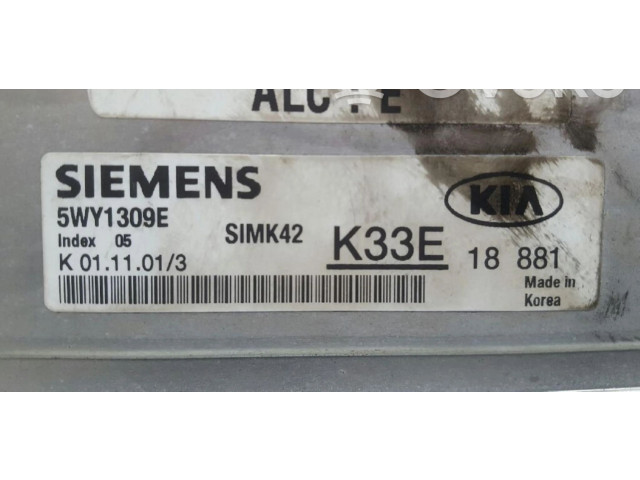 SIEMENS
5WY1309E
Index 05
SIMK42
K 01.11.01/3
K33E
KIA
18 881
Made in
Korea